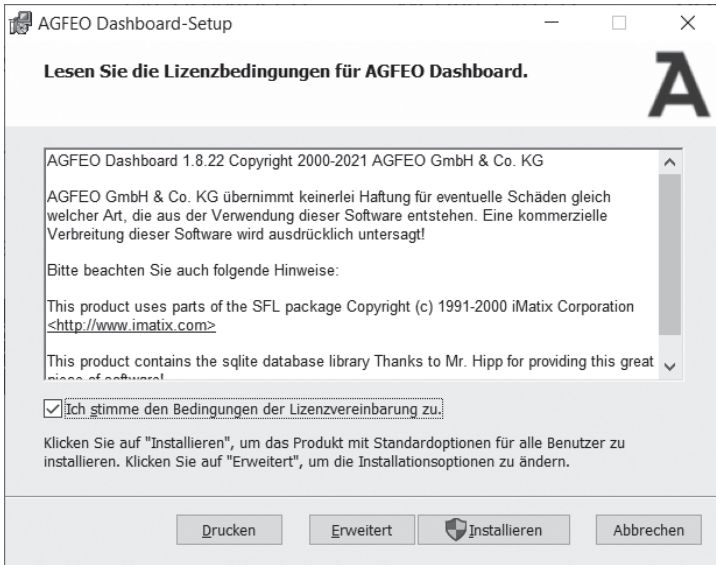 AGFEO Dashboard-Setup
Lesen Sie die Lizenzbedingungen für AGFEO Dashboard.
AGFEO Dashboard 1.8.22 Copyright 2000-2021 AGFEO GmbH & Co. KG
AGFEO GmbH & Co. KG übernimmt keinerlei Haftung für eventuelle Schäden gleich
welcher Art, die aus der Verwendung dieser Software entstehen. Eine kommerzielle
Verbreitung dieser Software wird ausdrücklich untersagt!
Bitte beachten Sie auch folgende Hinweise:
This product uses parts of the SFL package Copyright (c) 1991-2000 iMatix Corporation
<http://www.imatix.com>
This product contains the sqlite database library Thanks to Mr. Hipp for providing this great
piece of software!
Ich stimme den Bedingungen der Lizenzvereinbarung zu.
Klicken Sie auf "Installieren", um das Produkt mit Standardoptionen für alle Benutzer zu
installieren. Klicken Sie auf "Erweitert", um die Installationsoptionen zu ändern.
Drucken Erweitert Installieren Abbrechen